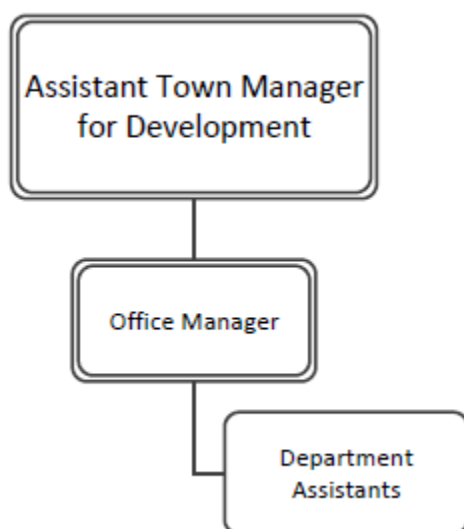 Assistant Town Manager
for Development
Office Manager
Department
Assistants